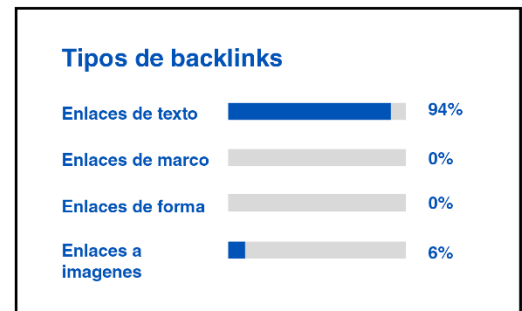 Tipos de backlinks
Enlaces de texto 94%
Enlaces de marco 0%
Enlaces de forma 0%
Enlaces a 6%
imagenes